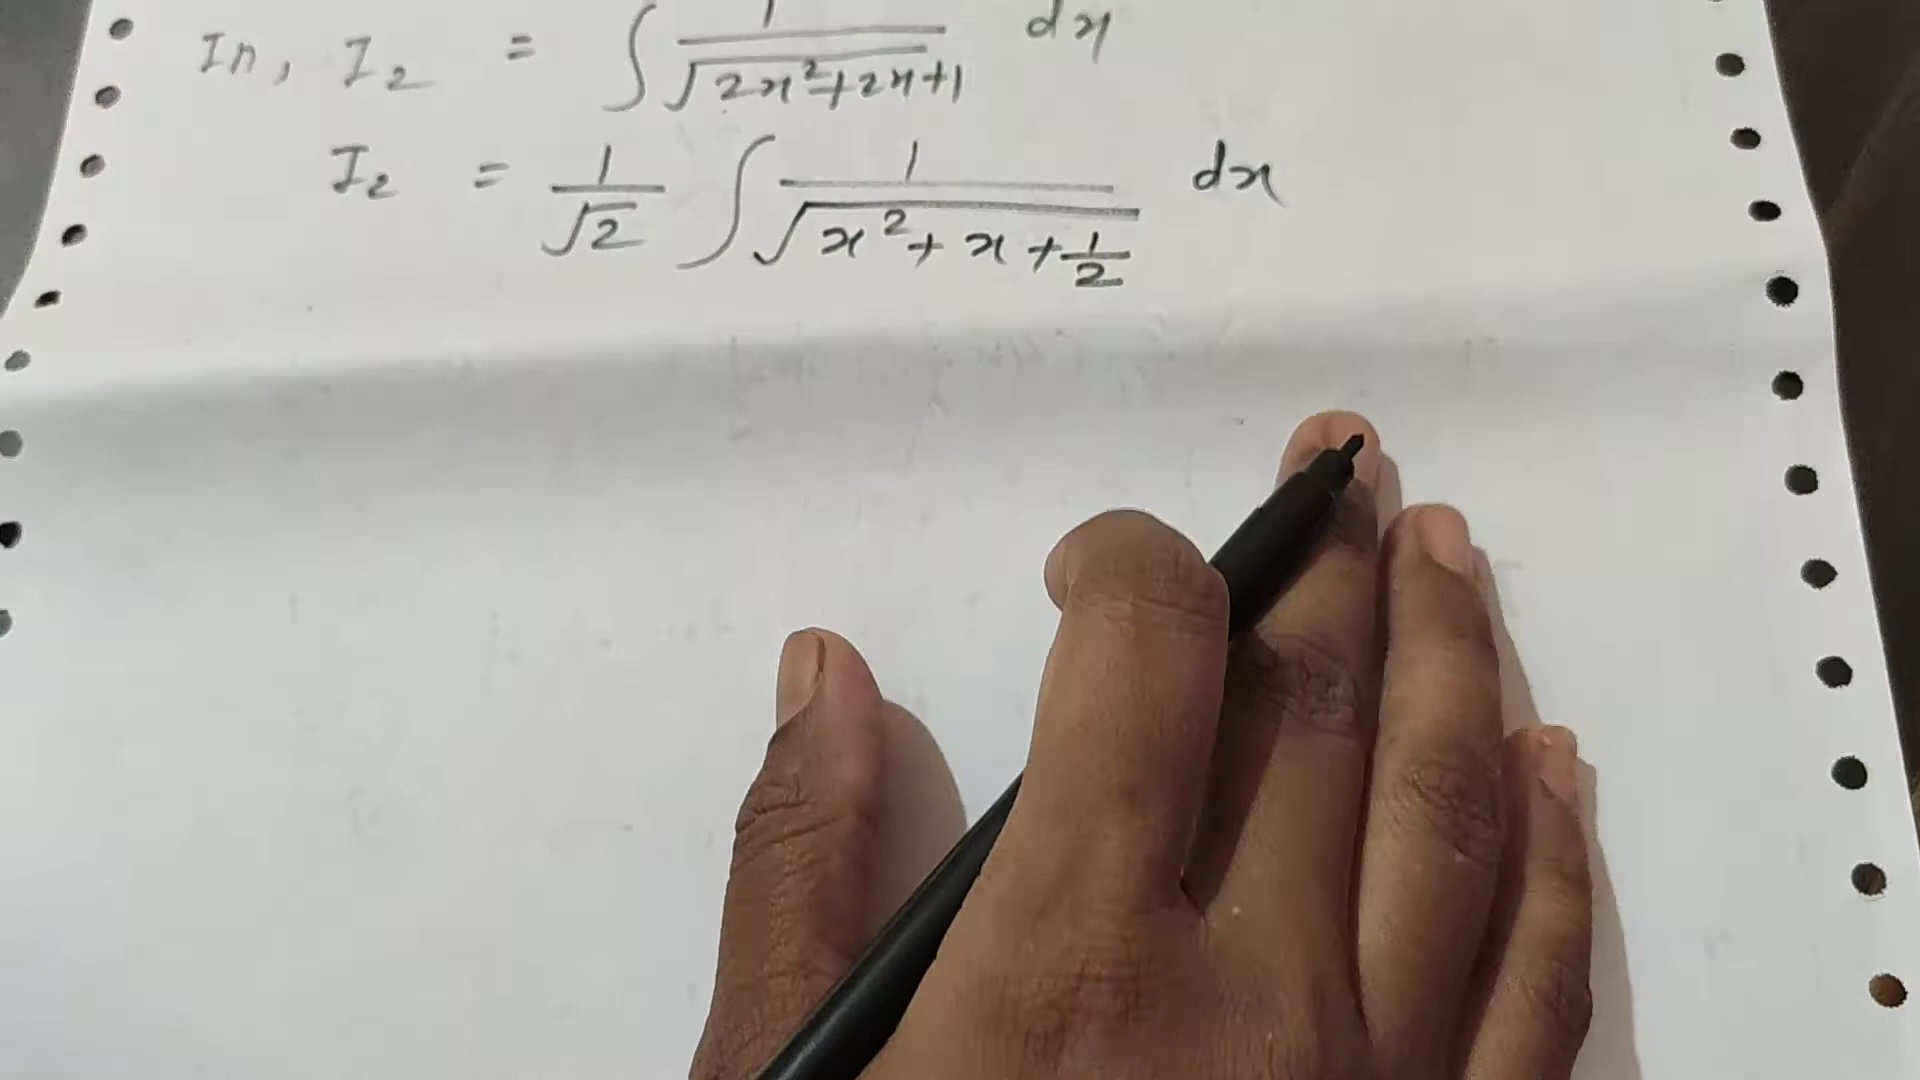 In, I₂ = ∫ 1/√(2x²+2x+1) dx
I₂ = 1/√2 ∫ 1/√(x²+x+1/2) dx